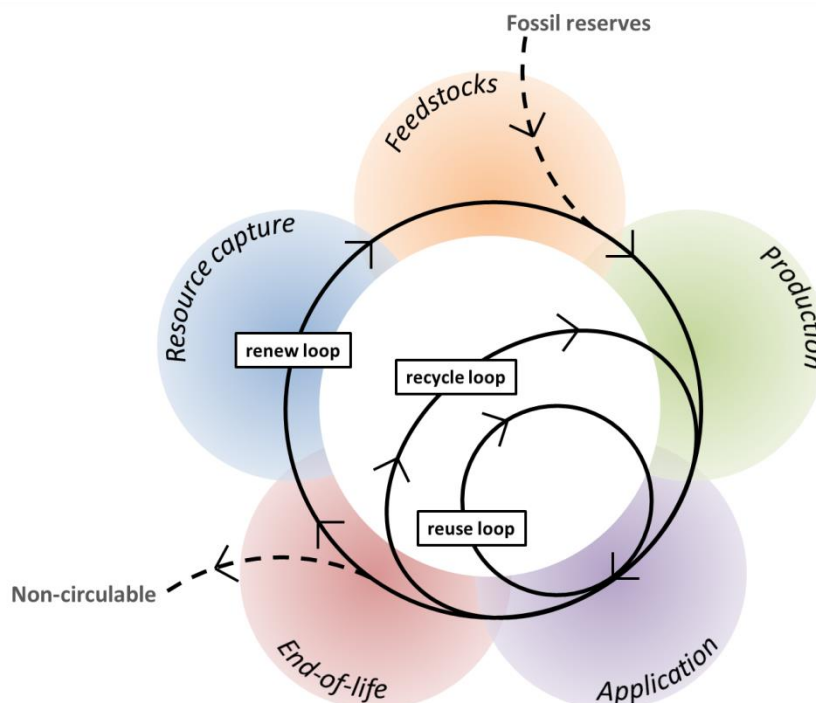 Fossil reserves
Feedstocks
Resource capture
Production
renew loop
recycle loop
reuse loop
Non-circulable
End-of-life
Application